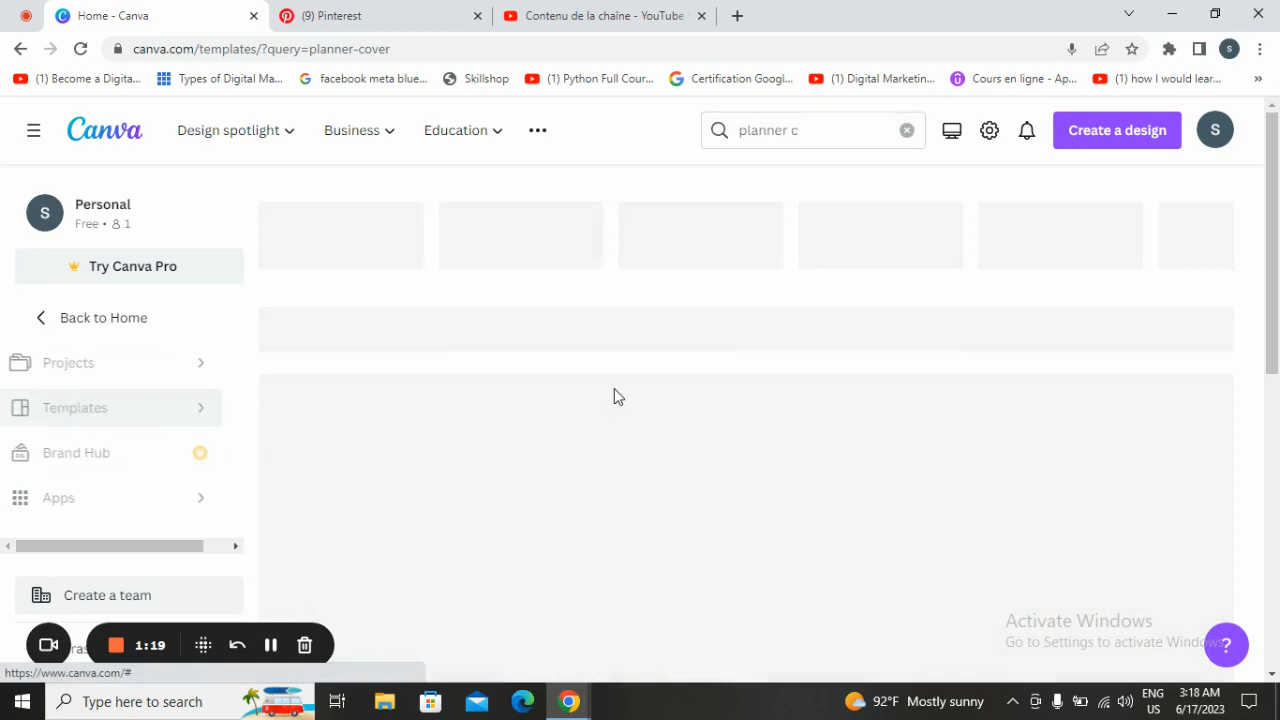 Home - Canva
(9) Pinterest
Contenu de la chaîne - YouTube
canva.com/templates/?query=planner-cover
(1) Become a Digita...
Types of Digital Ma...
facebook meta blue...
Skillshop
(1) Python Full Cour...
Certification Googl...
(1) Digital Marketin...
Cours en ligne - Ap...
(1) how I would lear...
Canva
Design spotlight
Business
Education
planner c
Create a design
S
S
Personal
Free • 1
Try Canva Pro
Back to Home
Projects
Templates
Brand Hub
Apps
Create a team
1:19
Activate Windows
Go to Settings to activate Windows.
?
https://www.canva.com/#
Type here to search
92°F Mostly sunny
ENG
US
3:18 AM
6/17/2023